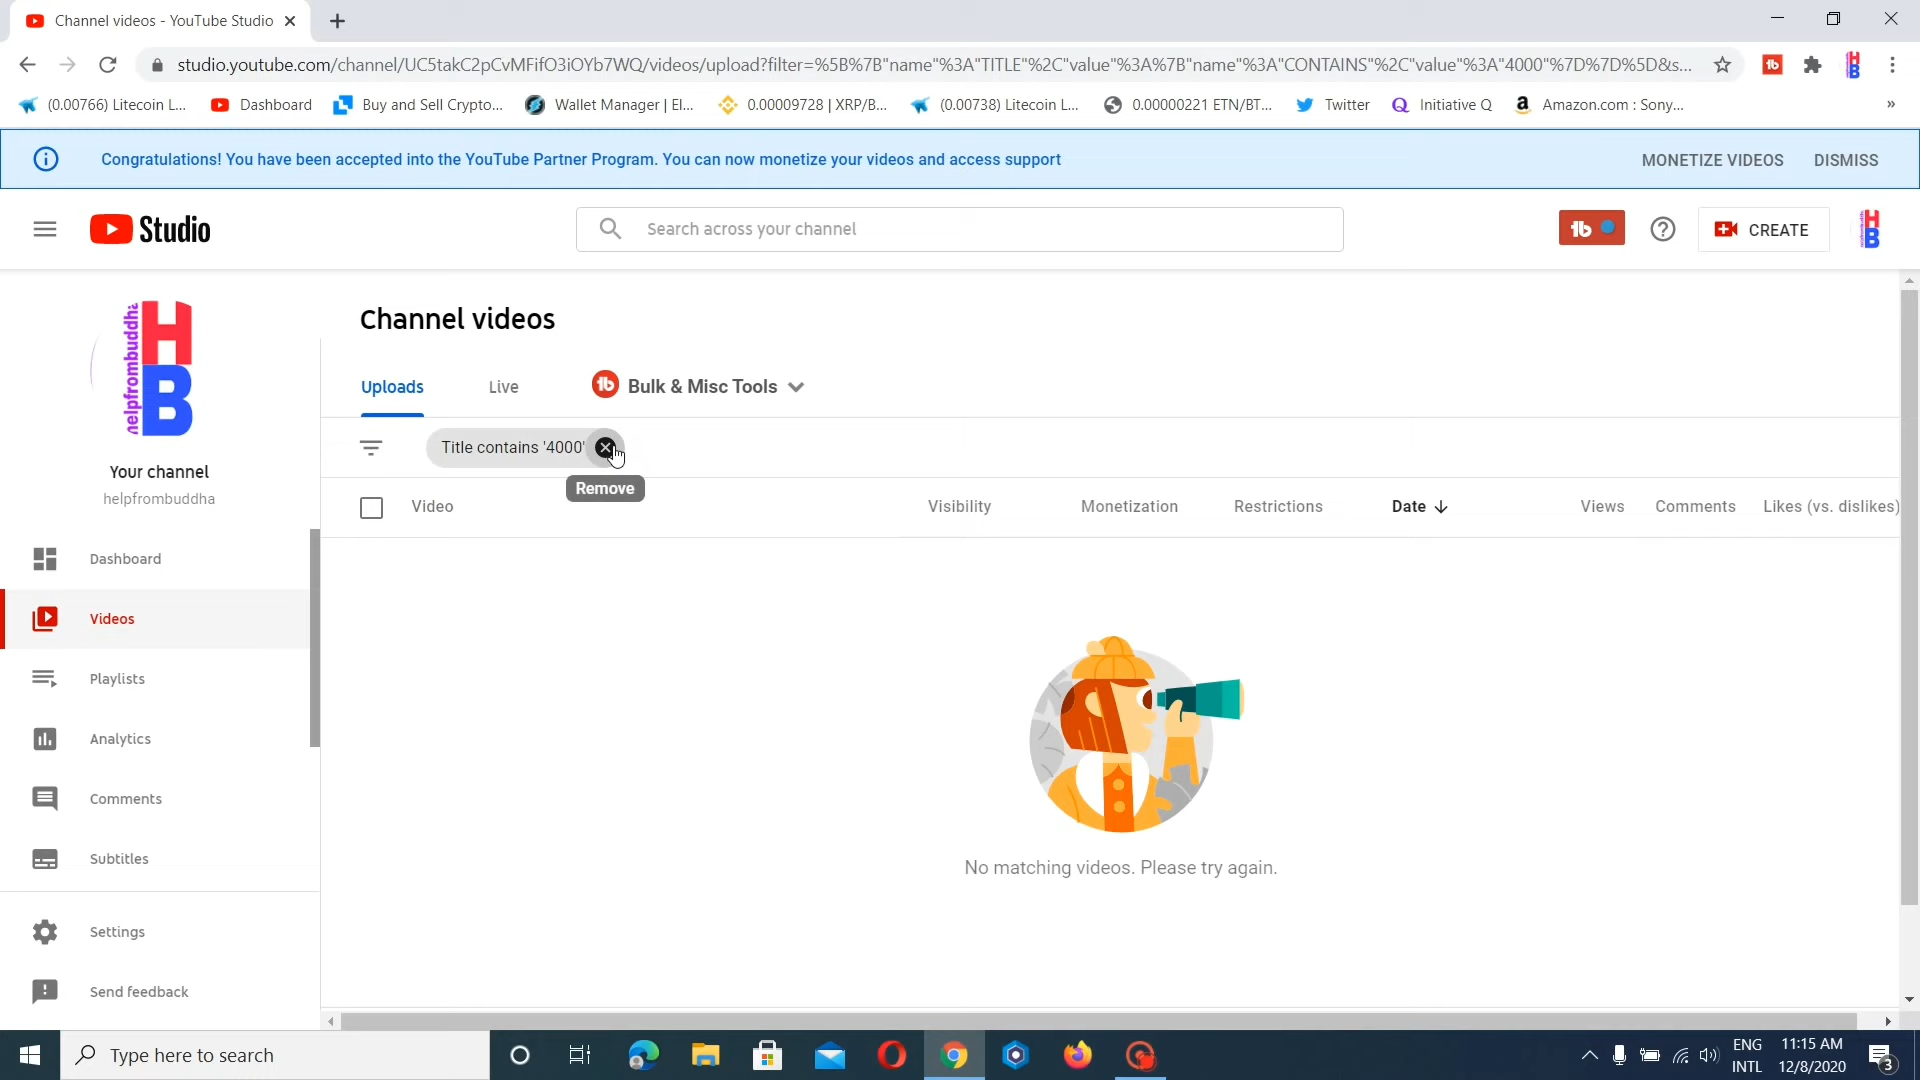 Channel videos - YouTube Studio
studio.youtube.com/channel/UC5takC2pCvMFifO3iOYb7WQ/videos/upload?filter=%5B%7B"name"%3A"TITLE"%2C"value"%3A%7B"name"%3A"CONTAINS"%2C"value"%3A"4000"%7D%7D%5D&s...
(0.00766) Litecoin L... Dashboard Buy and Sell Crypto... Wallet Manager | El... 0.00009728 | XRP/B... (0.00738) Litecoin L... 0.00000221 ETN/BT... Twitter Initiative Q Amazon.com : Sony... »
Congratulations! You have been accepted into the YouTube Partner Program. You can now monetize your videos and access support MONETIZE VIDEOS DISMISS
Studio Search across your channel CREATE
HB
helpfrombuddha
Your channel
helpfrombuddha
Dashboard
Videos
Playlists
Analytics
Comments
Subtitles
Settings
Send feedback
Channel videos
Uploads Live Bulk & Misc Tools
Title contains '4000'
Remove
Video Visibility Monetization Restrictions Date Views Comments Likes (vs. dislikes)
No matching videos. Please try again.
Type here to search
ENG
INTL
11:15 AM
12/8/2020
3